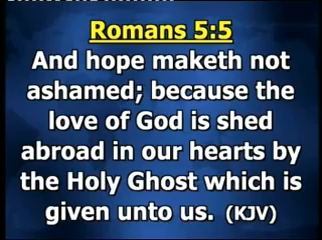 Romans 5:5
And hope maketh not
ashamed; because the
love of God is shed
abroad in our hearts by
the Holy Ghost which is
given unto us. (KJV)